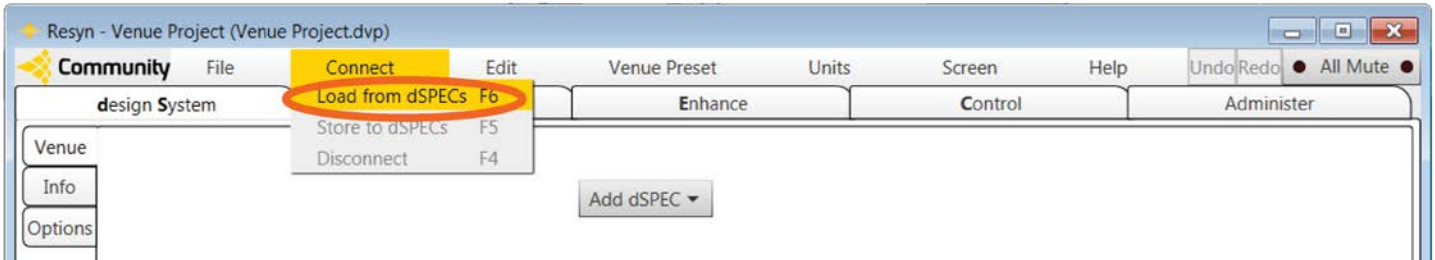 Resyn - Venue Project (Venue Project.dvp)
Community File Connect Edit Venue Preset Units Screen Help Undo Redo All Mute
design System Enhance Control Administer
Load from dSPECs F6
Store to dSPECs F5
Disconnect F4
Venue
Info
Options
Add dSPEC